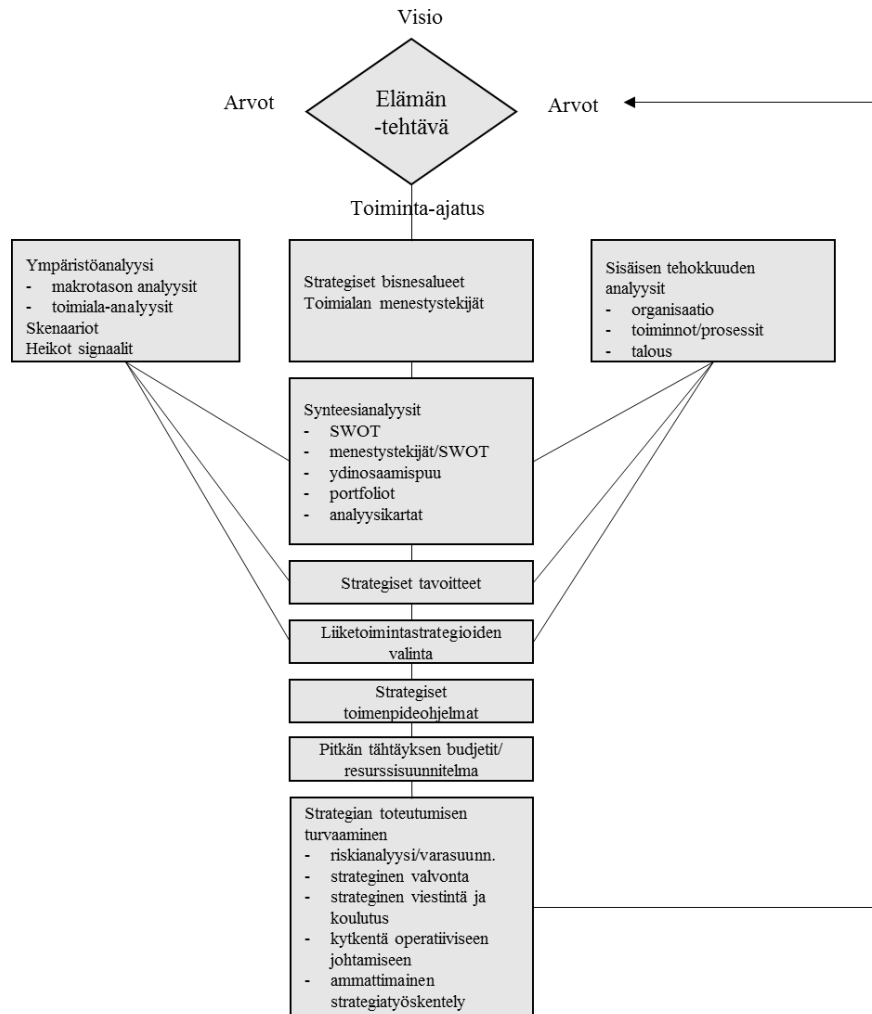 Visio
Arvot
Elämän
-tehtävä
Arvot
Toiminta-ajatus
Ympäristöanalyysi
- makrotason analyysit
- toimiala-analyysit
Skenaariot
Heikot signaalit
Strategiset bisnesalueet
Toimialan menestystekijät
Sisäisen tehokkuuden
analyysit
- organisaatio
- toiminnot/prosessit
- talous
Synteesianalyysit
- SWOT
- menestystekijät/SWOT
- ydinosaamispuu
- portfoliot
- analyysikartat
Strategiset tavoitteet
Liiketoimintastrategioiden
valinta
Strategiset
toimenpideohjelmat
Pitkän tähtäyksen budjetit/
resurssisuunnitelma
Strategian toteutumisen
turvaaminen
- riskianalyysi/varasuunn.
- strateginen valvonta
- strateginen viestintä ja
koulutus
- kytkentä operatiiviseen
johtamiseen
- ammattimainen
strategiatyöskentely